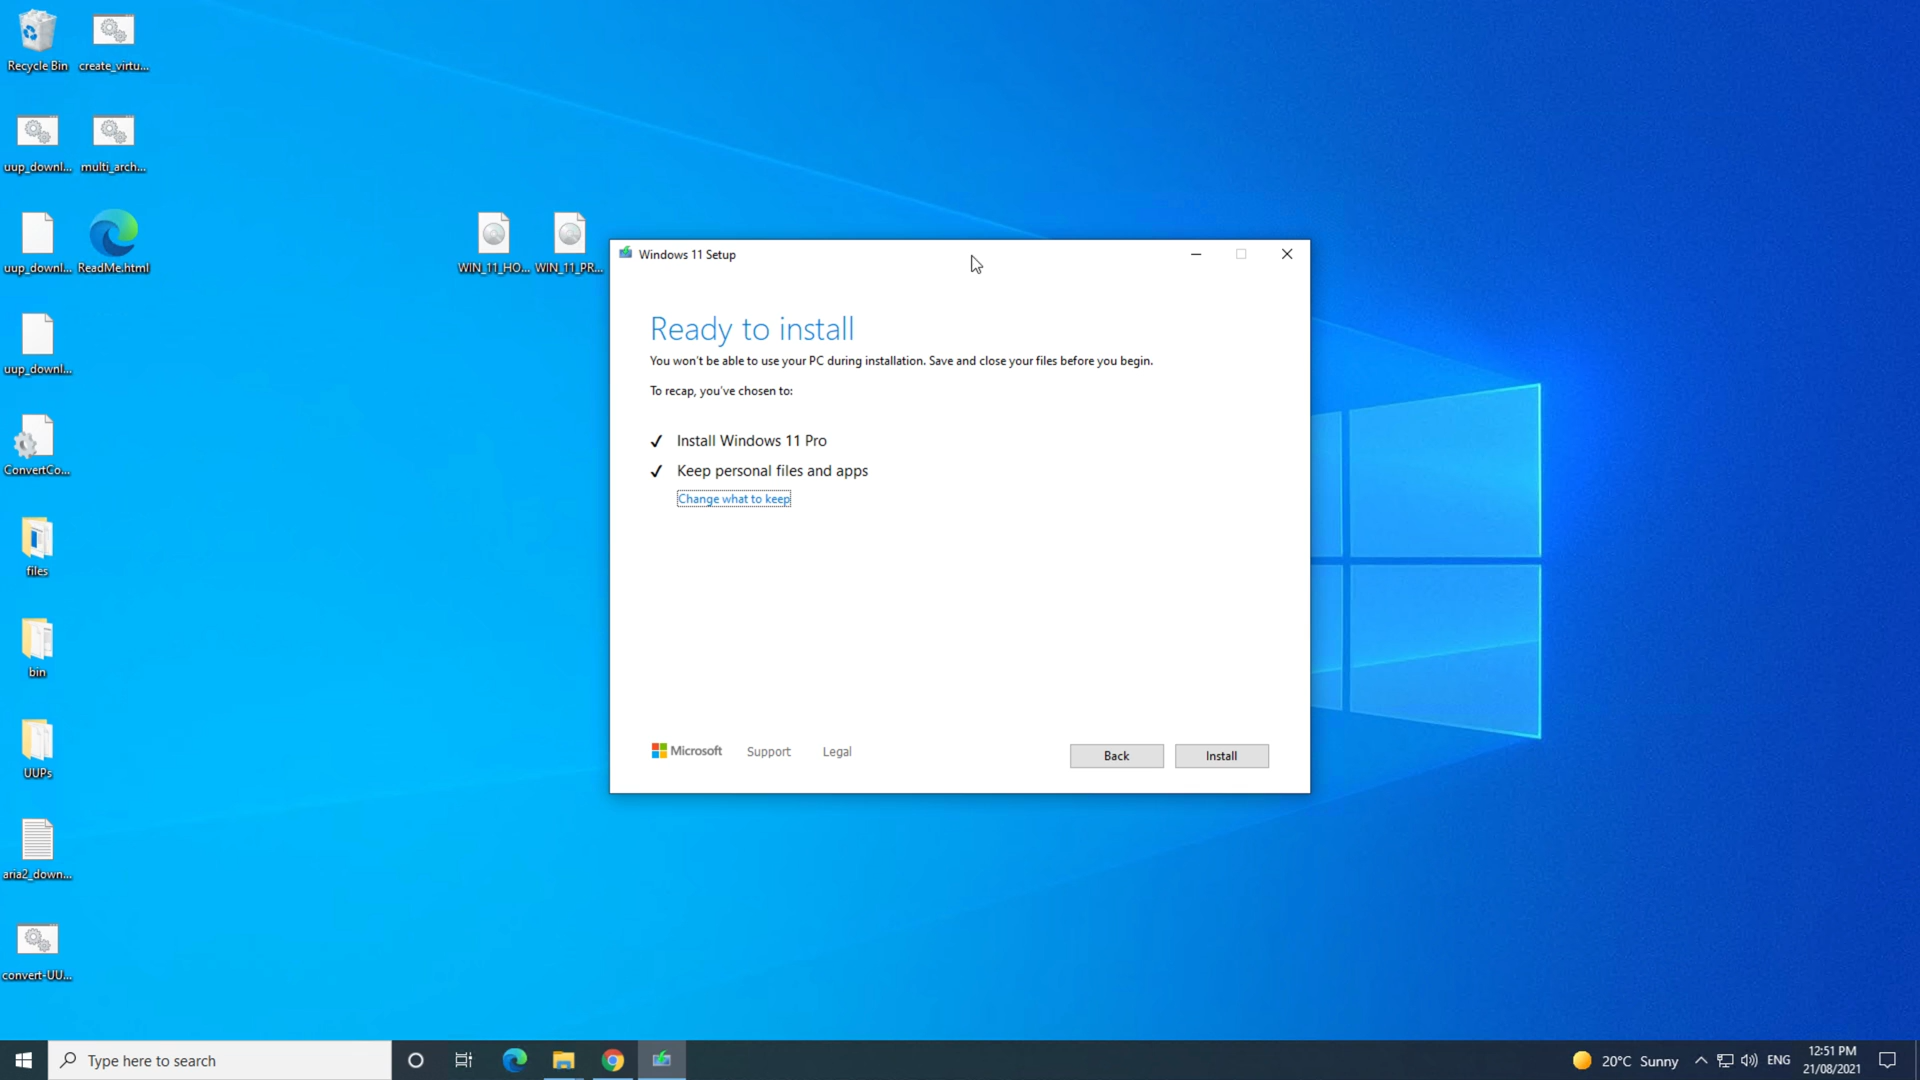 Recycle Bin
create_virtu...
uup_downl...
multi_arch...
uup_downl...
ReadMe.html
WIN_11_HO...
WIN_11_PR...
uup_downl...
ConvertCo...
files
bin
UUPs
aria2_down...
convert-UU...
Windows 11 Setup
Ready to install
You won't be able to use your PC during installation. Save and close your files before you begin.
To recap, you've chosen to:
Install Windows 11 Pro
Keep personal files and apps
Change what to keep
Microsoft
Support
Legal
Back
Install
Type here to search
20°C Sunny
ENG
12:51 PM
21/08/2021